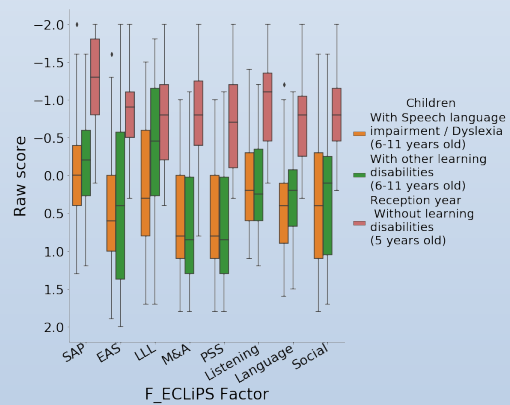 −2.0
−1.5
−1.0
−0.5
0.0
0.5
1.0
1.5
2.0
Raw score
SAP
EAS
LLL
M&A
PSS
Listening
Language
Social
F_ECLiPS Factor
Children
With Speech language
impairment / Dyslexia
(6-11 years old)
With other learning
disabilities
(6-11 years old)
Reception year
Without learning
disabilities
(5 years old)